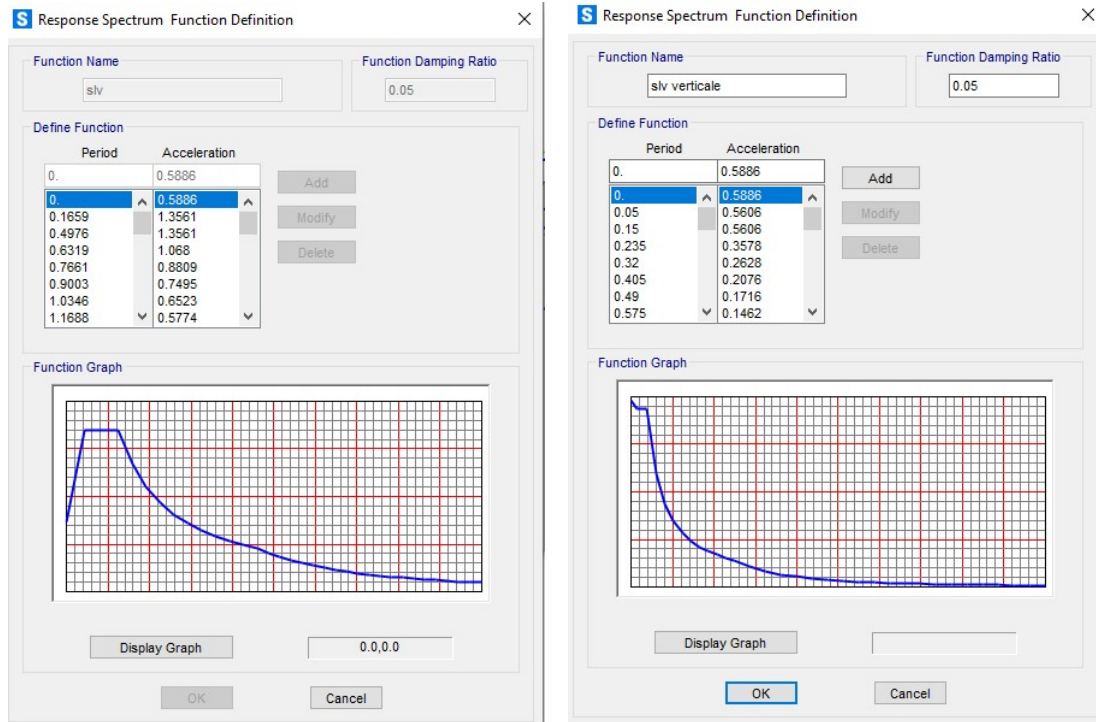 S Response Spectrum Function Definition
Function Name
slv
Function Damping Ratio
0.05
Define Function
Period Acceleration
0. 0.5886
Add
Modify
Delete
0. 0.5886
0.1659 1.3561
0.4976 1.3561
0.6319 1.068
0.7661 0.8809
0.9003 0.7495
1.0346 0.6523
1.1688 0.5774
Function Graph
Display Graph
0.0,0.0
OK
Cancel
S Response Spectrum Function Definition
Function Name
slv verticale
Function Damping Ratio
0.05
Define Function
Period Acceleration
0. 0.5886
Add
Modify
Delete
0. 0.5886
0.05 0.5606
0.15 0.5606
0.235 0.3578
0.32 0.2628
0.405 0.2076
0.49 0.1716
0.575 0.1462
Function Graph
Display Graph
OK
Cancel